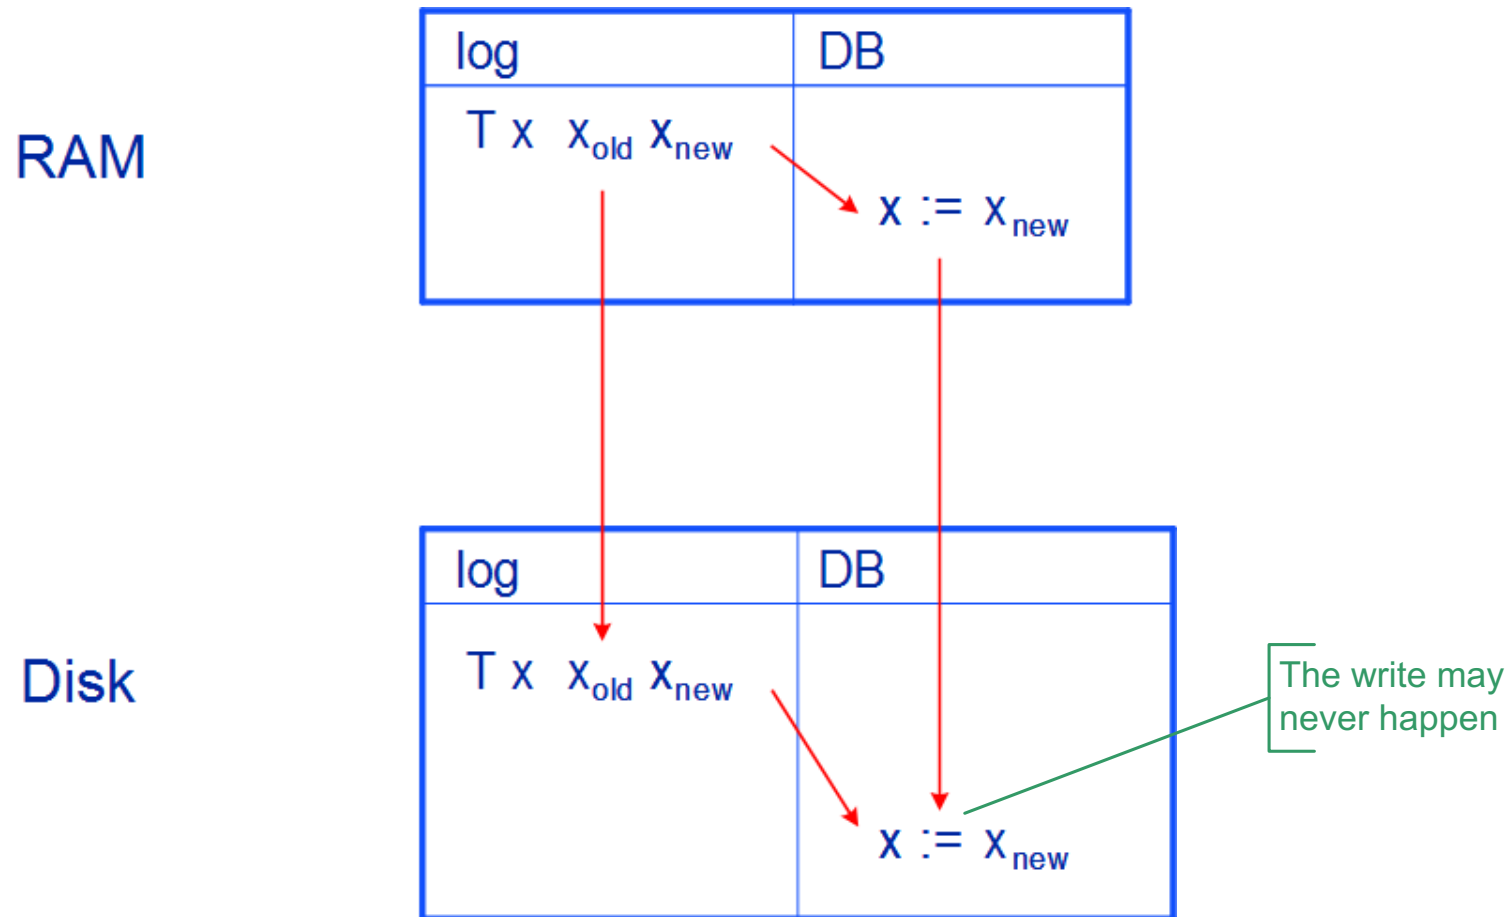 log DB
RAM
T x x_old x_new
x := x_new
log DB
Disk
T x x_old x_new
The write may
never happen
x := x_new